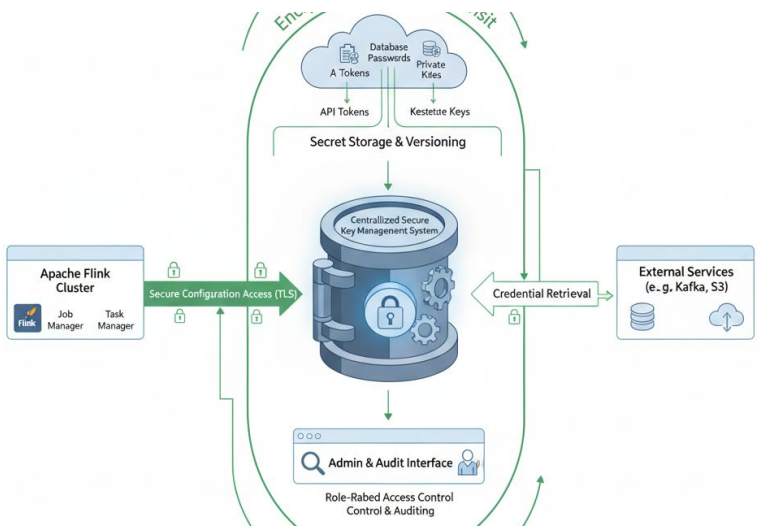 Database
Passwsrds
A Tokens
Private
Kites
API Tokens
Secret Storage & Versioning
Centrallized Secure
Key Management System
Apache Flink
Cluster
Flink
Job
Manager
Task
Manager
Secure Configuration Access (TLS)
Credential Retrieval
External Services
(e-g, Kafka, S3)
Admin & Audit Interface
Role-Rabed Access Control
Control & Auditing
Keys